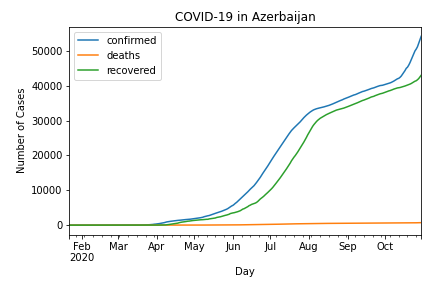 COVID-19 in Azerbaijan
confirmed
deaths
recovered
Number of Cases
50000
40000
30000
20000
10000
0
Feb Mar Apr May Jun Jul Aug Sep Oct
2020
Day